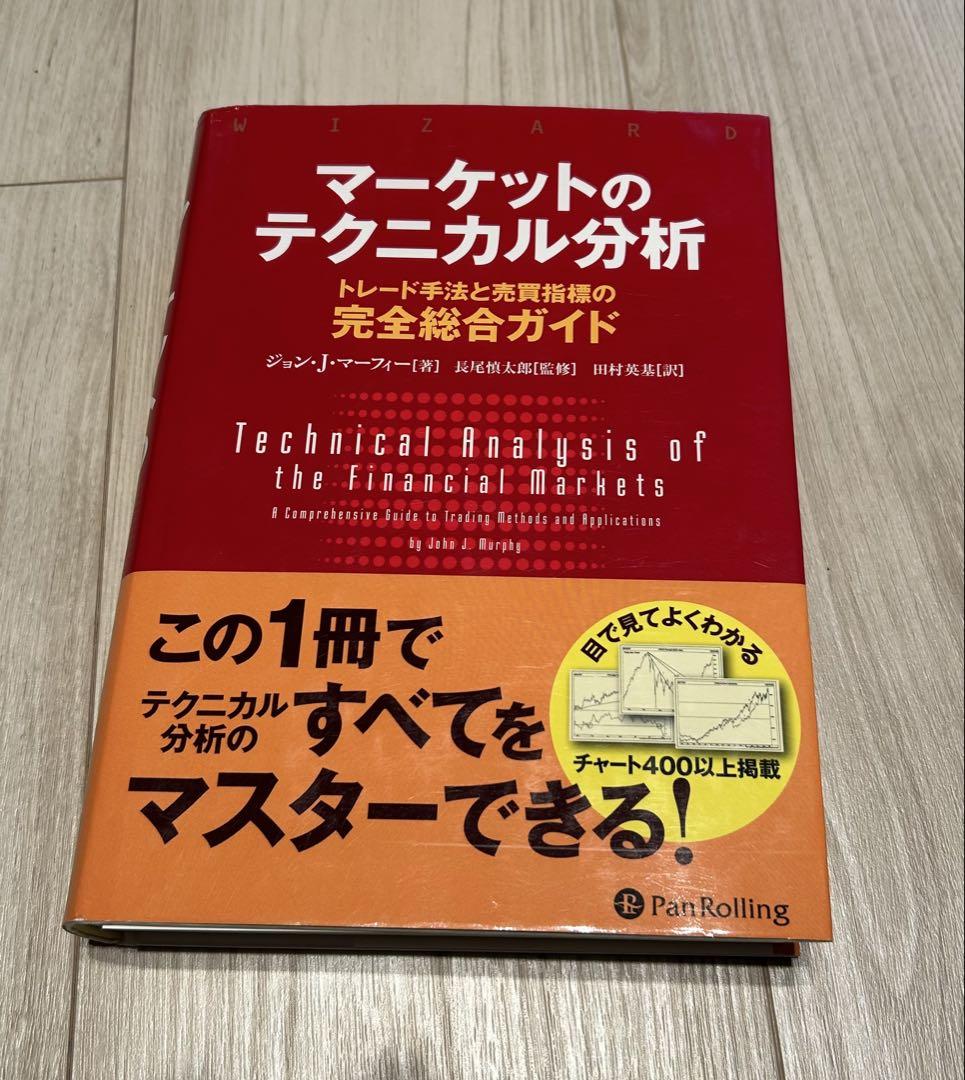 WIZARD
マーケットの
テクニカル分析
トレード手法と売買指標の
完全総合ガイド
ジョン・J・マーフィー[著] 長尾慎太郎[監修] 田村英基[訳]
Technical Analysis of
the Financial Markets
A Comprehensive Guide to Trading Methods and Applications
by John J. Murphy
この1冊で
テクニカル
分析の
すべてを
マスターできる!
目で見てよくわかる
チャート400以上掲載
PanRolling